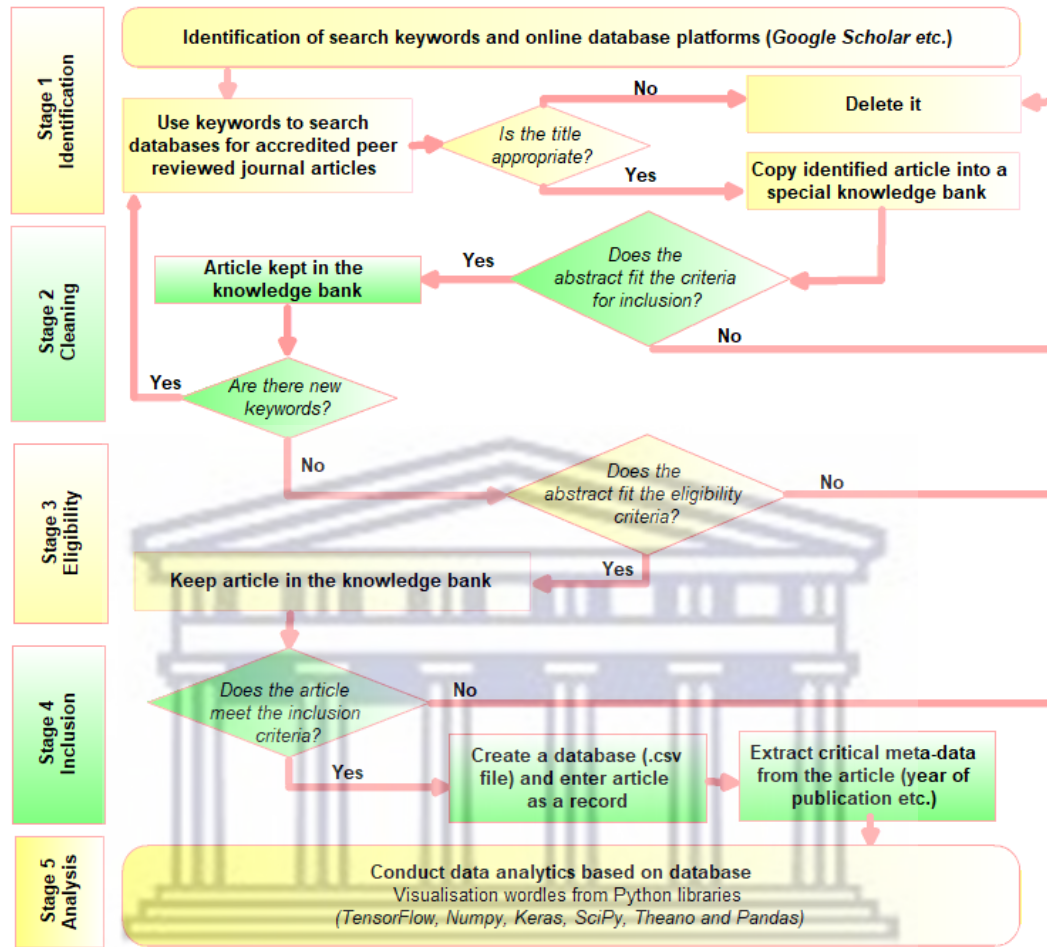 Stage 1
Identification
Identification of search keywords and online database platforms (Google Scholar etc.)
Use keywords to search
databases for accredited peer
reviewed journal articles
Is the title
appropriate?
No
Yes
Delete it
Copy identified article into a
special knowledge bank
Stage 2
Cleaning
Does the
abstract fit the criteria
for inclusion?
Yes
No
Article kept in the
knowledge bank
Are there new
keywords?
Yes
No
Stage 3
Eligibility
Does the
abstract fit the eligibility
criteria?
No
Yes
Keep article in the knowledge bank
Stage 4
Inclusion
Does the article
meet the inclusion
criteria?
No
Yes
Create a database (.csv
file) and enter article
as a record
Extract critical meta-data
from the article (year of
publication etc.)
Stage 5
Analysis
Conduct data analytics based on database
Visualisation wordles from Python libraries
(TensorFlow, Numpy, Keras, SciPy, Theano and Pandas)